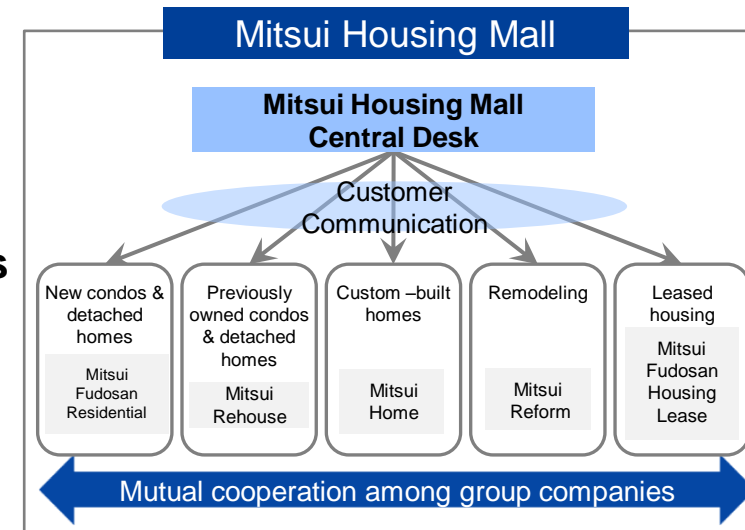 Mitsui Housing Mall
Mitsui Housing Mall
Central Desk
Customer
Communication
s
New condos &
detached
homes
Mitsui
Fudosan
Residential
Previously
owned condos
& detached
homes
Mitsui
Rehouse
Custom –built
homes
Mitsui
Home
Remodeling
Mitsui
Reform
Leased
housing
Mitsui
Fudosan
Housing
Lease
Mutual cooperation among group companies